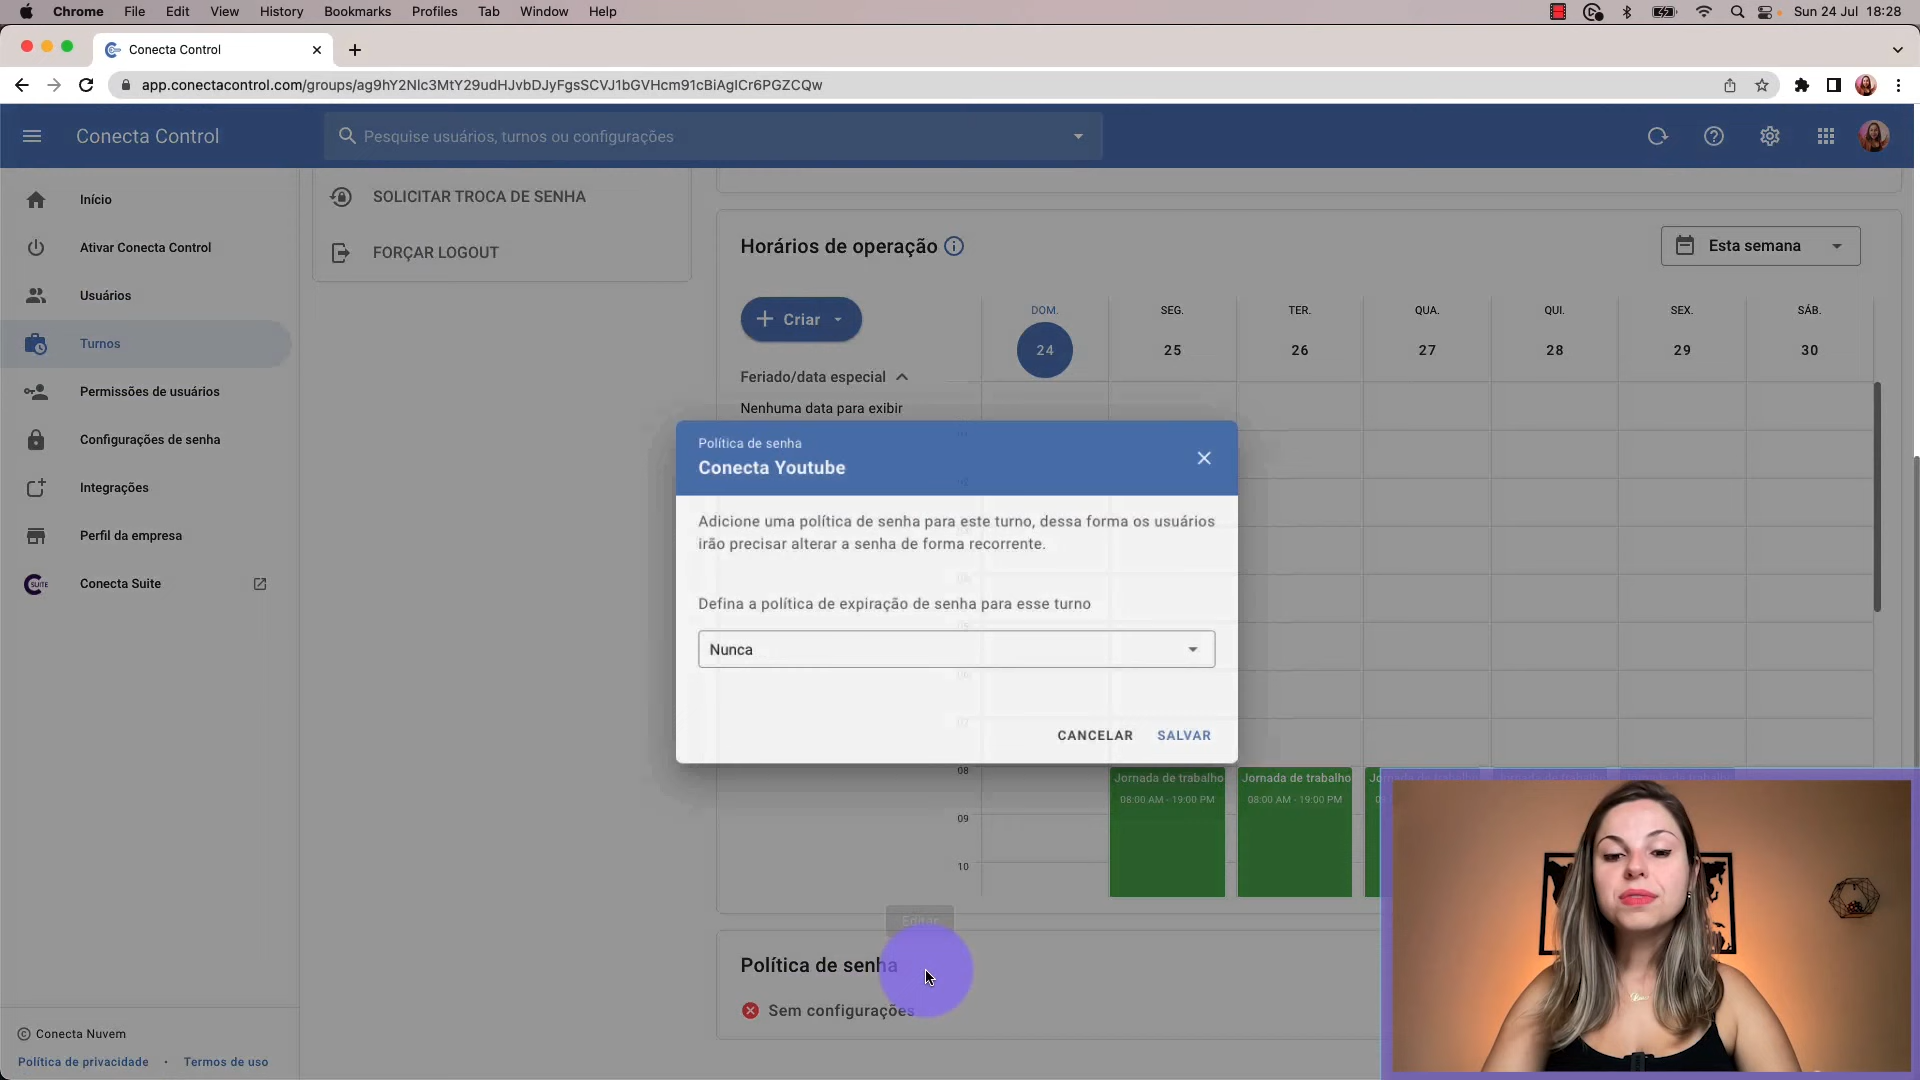 Chrome File Edit View History Bookmarks Profiles Tab Window Help Sun 24 Jul 18:28
Conecta Control
app.conectacontrol.com/groups/ag9hY2Nlc3MtY29udHJvbDJyFgsSCVJ1bGVHcm91cBiAgICr6PGZCQw
Conecta Control
Pesquise usuários, turnos ou configurações
Início
Ativar Conecta Control
Usuários
Turnos
Permissões de usuários
Configurações de senha
Integrações
Perfil da empresa
SUITE
Conecta Suite
© Conecta Nuvem
Política de privacidade · Termos de uso
SOLICITAR TROCA DE SENHA
FORÇAR LOGOUT
Horários de operação
Esta semana
Criar
DOM. SEG. TER. QUA. QUI. SEX. SÁB.
24 25 26 27 28 29 30
Feriado/data especial
Nenhuma data para exibir
Política de senha
Conecta Youtube
Adicione uma política de senha para este turno, dessa forma os usuários
irão precisar alterar a senha de forma recorrente.
Defina a política de expiração de senha para esse turno
Nunca
CANCELAR SALVAR
07
08
Jornada de trabalho Jornada de trabalho
08:00 AM - 19:00 PM 08:00 AM - 19:00 PM
09
10
Editar
Política de senha
Sem configurações